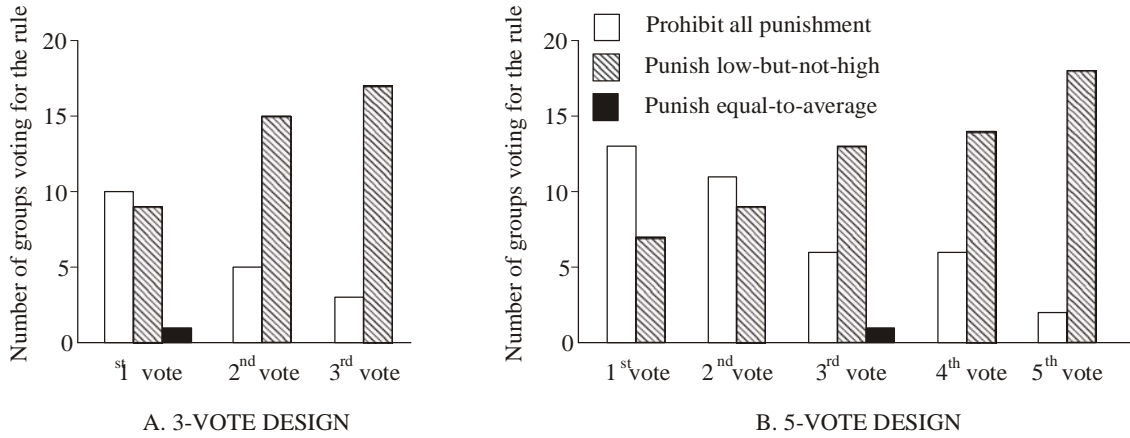 Number of groups voting for the rule
20
15
10
5
0
st1 vote
2nd vote
3rd vote
A. 3-VOTE DESIGN
Number of groups voting for the rule
20
15
10
5
0
Prohibit all punishment
Punish low-but-not-high
Punish equal-to-average
1st vote
2nd vote
3rd vote
4th vote
5th vote
B. 5-VOTE DESIGN